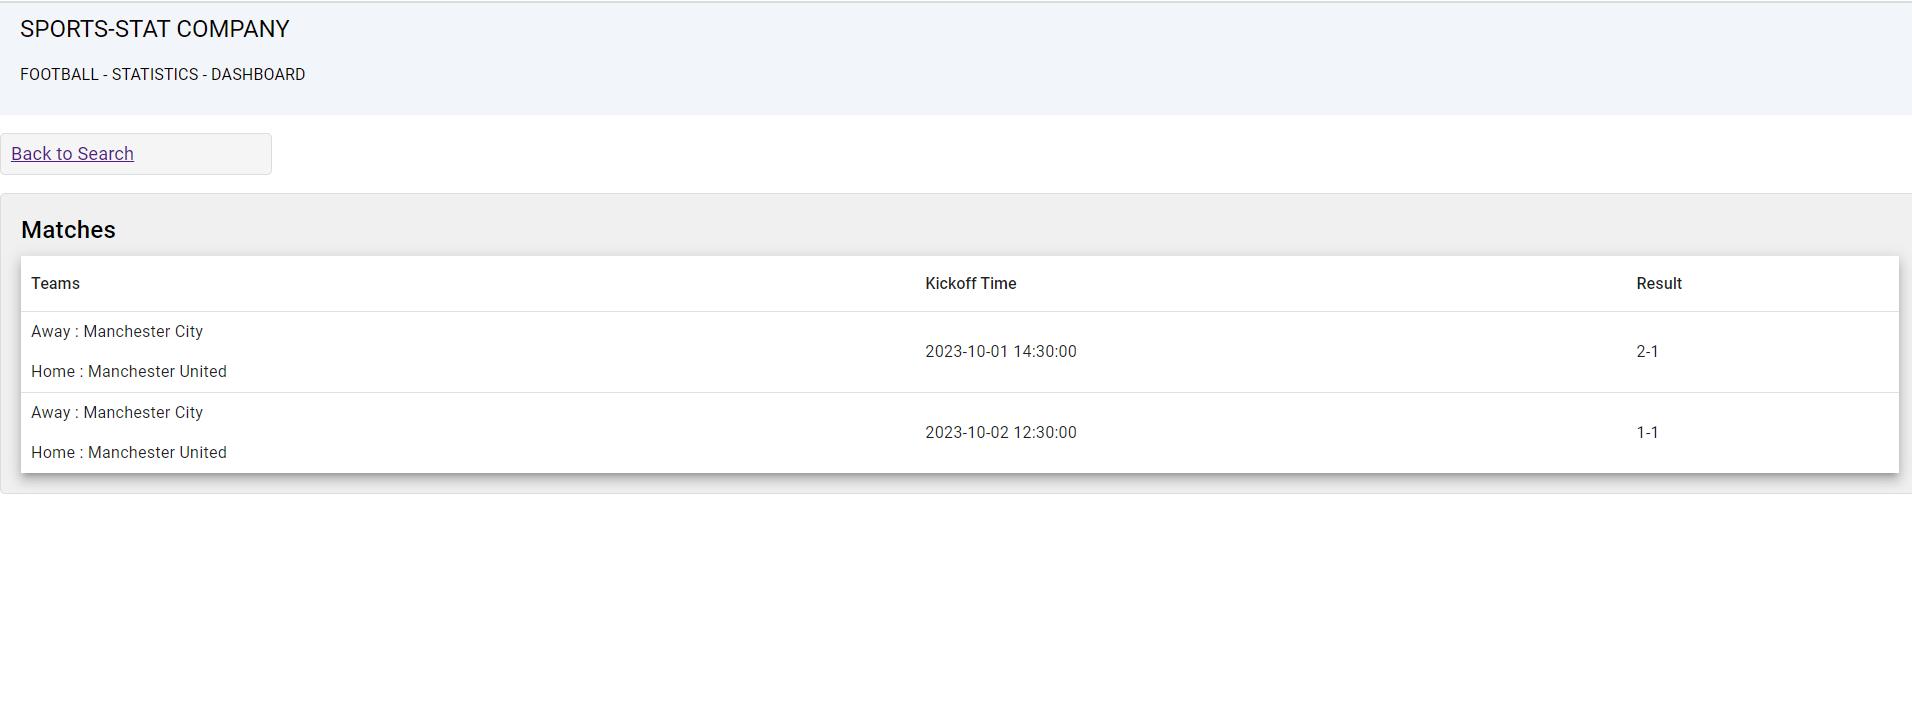 SPORTS-STAT COMPANY
FOOTBALL - STATISTICS - DASHBOARD
Back to Search
Matches
Teams Kickoff Time Result
Away : Manchester City
2023-10-01 14:30:00 2-1
Home : Manchester United
Away : Manchester City
2023-10-02 12:30:00 1-1
Home : Manchester United